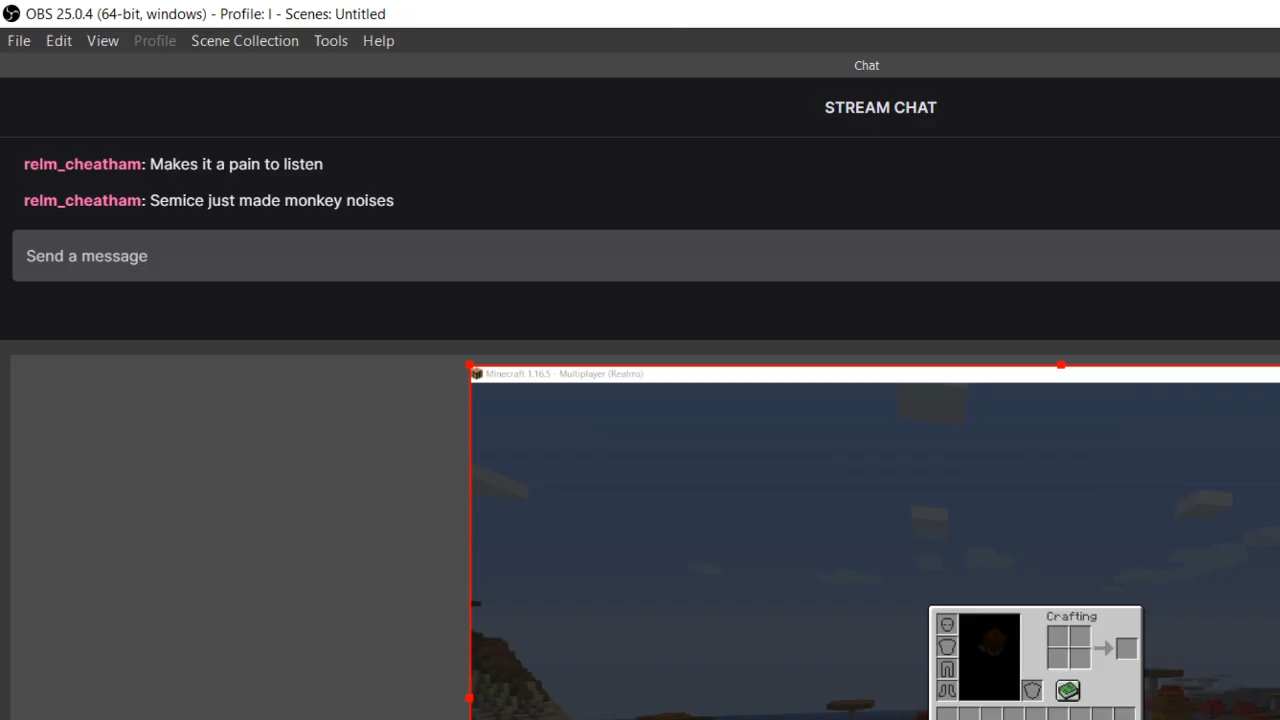 OBS 25.0.4 (64-bit, windows) - Profile: l - Scenes: Untitled
File Edit View Profile Scene Collection Tools Help
Chat
STREAM CHAT
relm_cheatham: Makes it a pain to listen
relm_cheatham: Semice just made monkey noises
Send a message
Minecraft 1.16.5 - Multiplayer (Realms)
Crafting